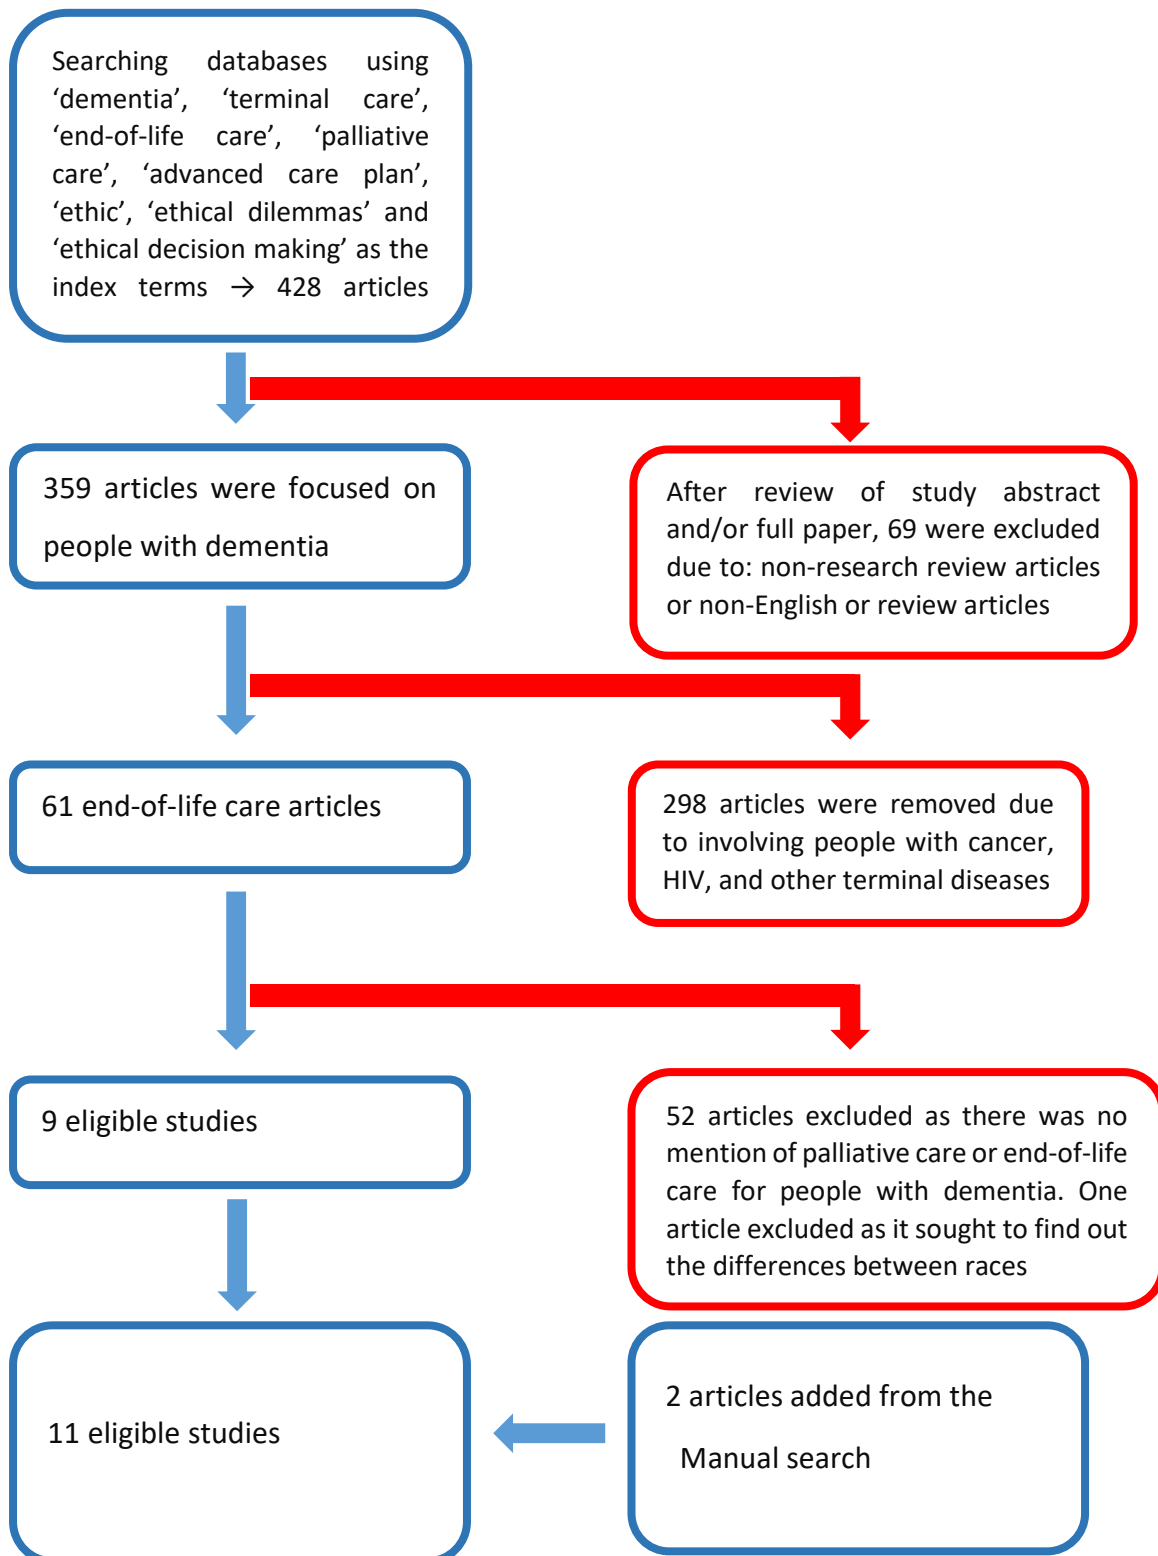 Searching databases using
‘dementia’, ‘terminal care’,
‘end-of-life care’, ‘palliative
care’, ‘advanced care plan’,
‘ethic’, ‘ethical dilemmas’ and
‘ethical decision making’ as the
index terms → 428 articles
359 articles were focused on
people with dementia
After review of study abstract
and/or full paper, 69 were excluded
due to: non-research review articles
or non-English or review articles
61 end-of-life care articles
298 articles were removed due
to involving people with cancer,
HIV, and other terminal diseases
9 eligible studies
52 articles excluded as there was no
mention of palliative care or end-of-life
care for people with dementia. One
article excluded as it sought to find out
the differences between races
11 eligible studies
2 articles added from the
Manual search